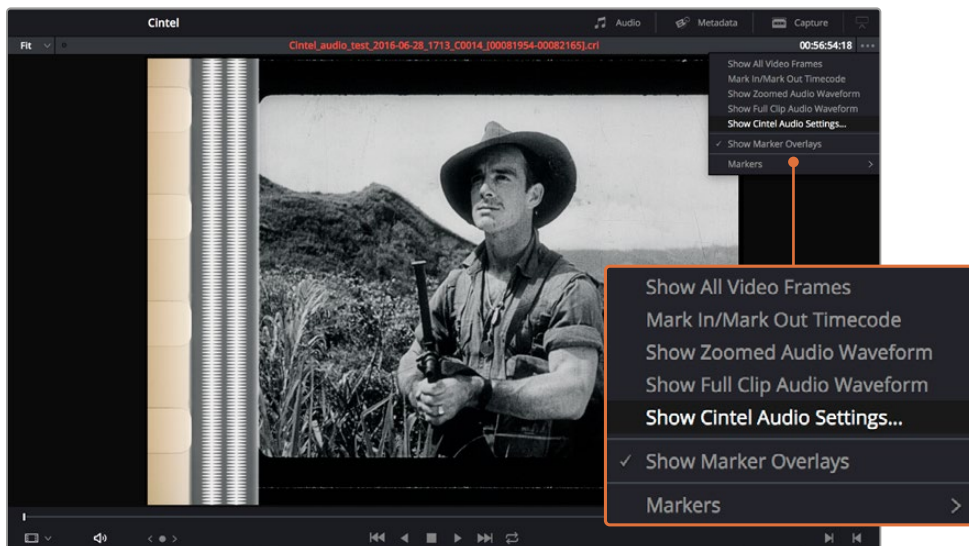 Cintel
Audio
Metadata
Capture
Fit
Cintel_audio_test_2016-06-28_1713_C0014_[00081954-00082165].cri
00:56:54:18
Show All Video Frames
Mark In/Mark Out Timecode
Show Zoomed Audio Waveform
Show Full Clip Audio Waveform
Show Cintel Audio Settings...
Show Marker Overlays
Markers
Show All Video Frames
Mark In/Mark Out Timecode
Show Zoomed Audio Waveform
Show Full Clip Audio Waveform
Show Cintel Audio Settings...
Show Marker Overlays
Markers